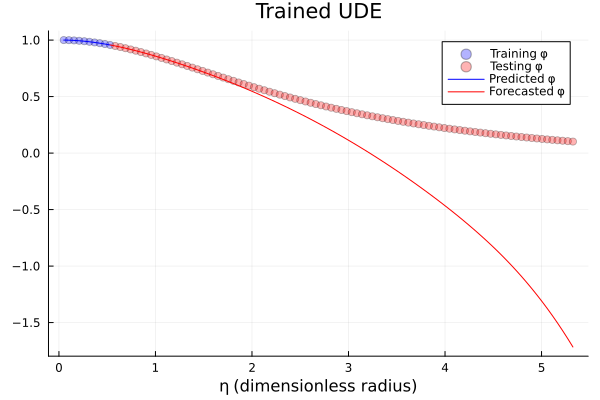 Trained UDE
Training φ
Testing φ
Predicted φ
Forecasted φ
1.0
0.5
0.0
−0.5
−1.0
−1.5
0 1 2 3 4 5
η (dimensionless radius)